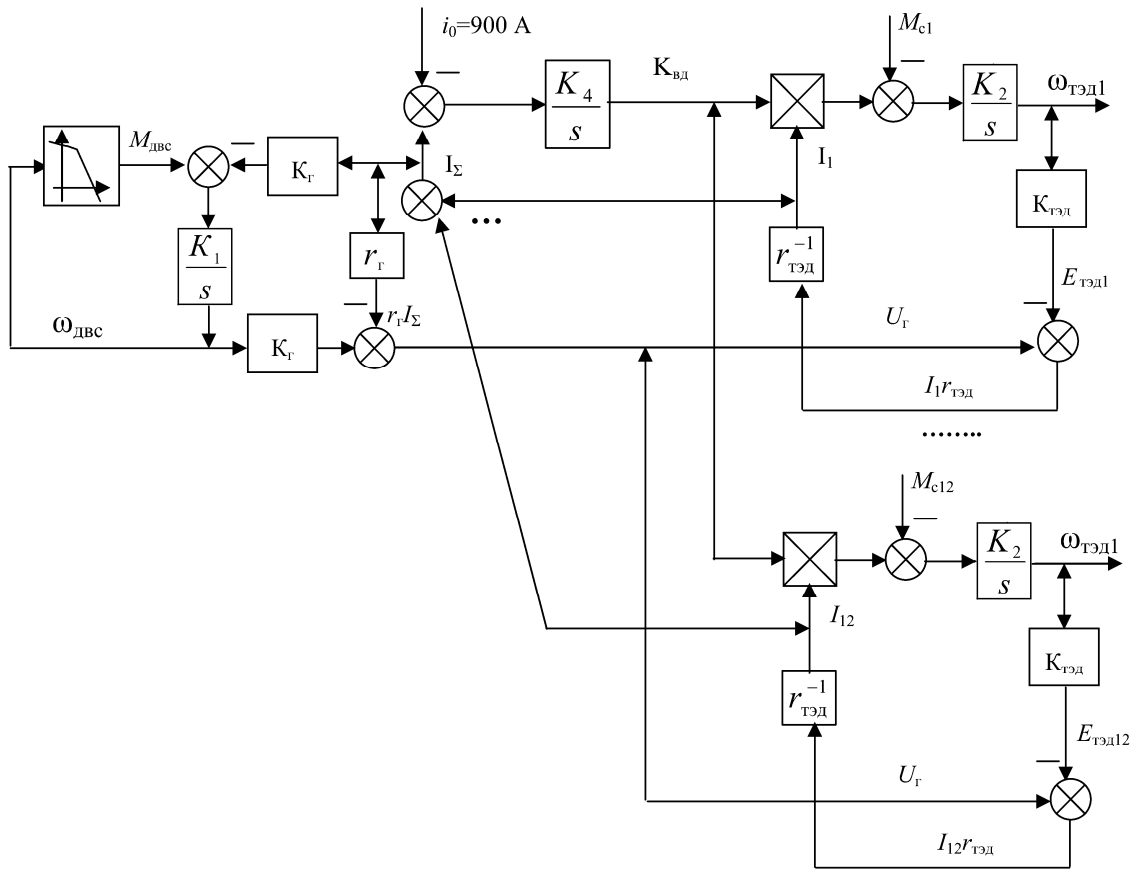 i₀=900 А
—
Mс1
—
K₄
s
Kвд
K₂
s
ωтэд1
Mдвс
—
Kг
IΣ
I₁
Kтэд
...
K₁
s
rг
r⁻¹тэд
Eтэд1
—
—
rгIΣ
Uг
ωдвс
Kг
I₁rтэд
........
Mс12
—
K₂
s
ωтэд1
I₁₂
Kтэд
r⁻¹тэд
Eтэд12
—
Uг
I₁₂rтэд